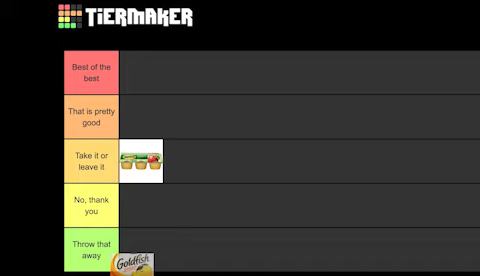 TIERMAKER
Best of the
best
That is pretty
good
Take it or
leave it
No, thank
you
Throw that
away
Goldfish